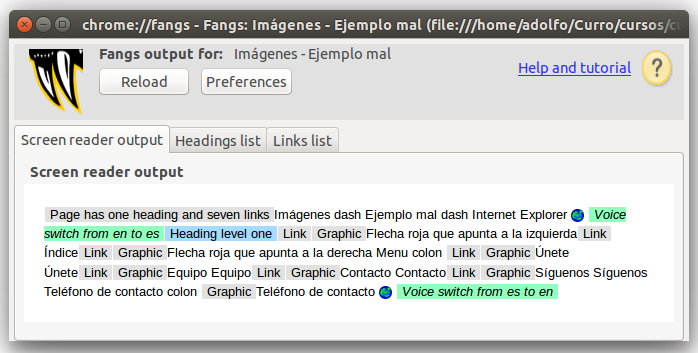 chrome://fangs - Fangs: Imágenes - Ejemplo mal (file:///home/adolfo/Curro/cursos/
Fangs output for: Imágenes - Ejemplo mal
Reload Preferences Help and tutorial ?
Screen reader output Headings list Links list
Screen reader output
Page has one heading and seven links Imágenes dash Ejemplo mal dash Internet Explorer Voice
switch from en to es Heading level one Link Graphic Flecha roja que apunta a la izquierda Link
Índice Link Graphic Flecha roja que apunta a la derecha Menu colon Link Graphic Únete
Únete Link Graphic Equipo Equipo Link Graphic Contacto Contacto Link Graphic Síguenos Síguenos
Teléfono de contacto colon Graphic Teléfono de contacto Voice switch from es to en